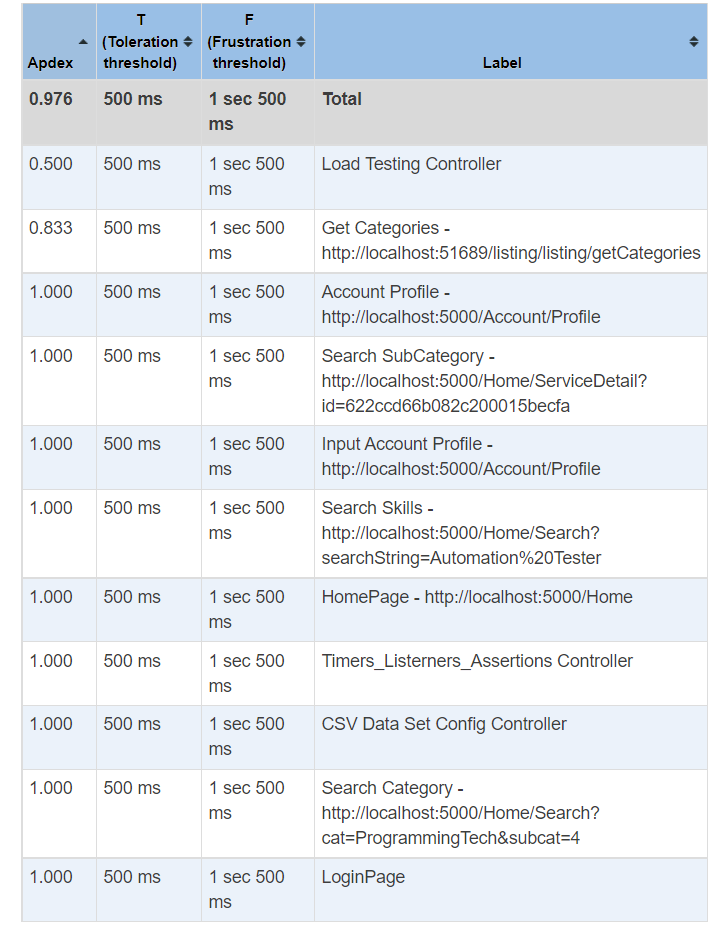 Apdex
T
(Toleration
threshold)
F
(Frustration
threshold)
Label
0.976 500 ms 1 sec 500 Total
ms
0.500 500 ms 1 sec 500 Load Testing Controller
ms
0.833 500 ms 1 sec 500 Get Categories -
ms http://localhost:51689/listing/listing/getCategories
1.000 500 ms 1 sec 500 Account Profile -
ms http://localhost:5000/Account/Profile
1.000 500 ms 1 sec 500 Search SubCategory -
ms http://localhost:5000/Home/ServiceDetail?
id=622ccd66b082c200015becfa
1.000 500 ms 1 sec 500 Input Account Profile -
ms http://localhost:5000/Account/Profile
1.000 500 ms 1 sec 500 Search Skills -
ms http://localhost:5000/Home/Search?
searchString=Automation%20Tester
1.000 500 ms 1 sec 500 HomePage - http://localhost:5000/Home
ms
1.000 500 ms 1 sec 500 Timers_Listerners_Assertions Controller
ms
1.000 500 ms 1 sec 500 CSV Data Set Config Controller
ms
1.000 500 ms 1 sec 500 Search Category -
ms http://localhost:5000/Home/Search?
cat=ProgrammingTech&subcat=4
1.000 500 ms 1 sec 500 LoginPage
ms